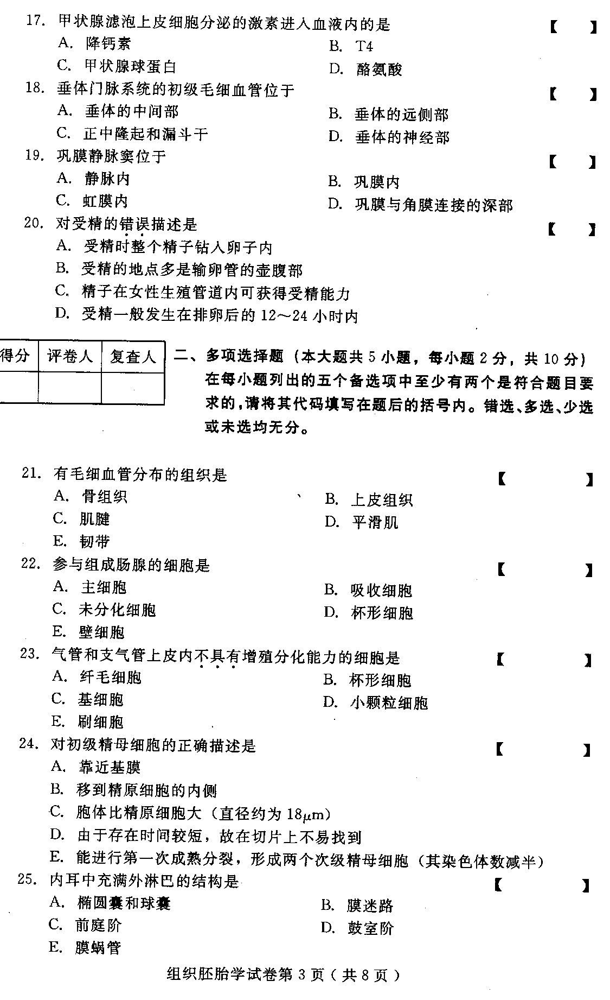 17. 甲状腺滤泡上皮细胞分泌的激素进入血液内的是 【 】
A. 降钙素 B. T4
C. 甲状腺球蛋白 D. 酪氨酸
18. 垂体门脉系统的初级毛细血管位于 【 】
A. 垂体的中间部 B. 垂体的远侧部
C. 正中隆起和漏斗干 D. 垂体的神经部
19. 巩膜静脉窦位于 【 】
A. 静脉内 B. 巩膜内
C. 虹膜内 D. 巩膜与角膜连接的深部
20. 对受精的错误描述是 【 】
A. 受精时整个精子钻入卵子内
B. 受精的地点多是输卵管的壶腹部
C. 精子在女性生殖管道内可获得受精能力
D. 受精一般发生在排卵后的 12～24 小时内
得分 评卷人 复查人
二、多项选择题（本大题共 5 小题，每小题 2 分，共 10 分）
在每小题列出的五个备选项中至少有两个是符合题目要
求的,请将其代码填写在题后的括号内。错选、多选、少选
或未选均无分。
21. 有毛细血管分布的组织是 【 】
A. 骨组织 B. 上皮组织
C. 肌腱 D. 平滑肌
E. 韧带
22. 参与组成肠腺的细胞是 【 】
A. 主细胞 B. 吸收细胞
C. 未分化细胞 D. 杯形细胞
E. 壁细胞
23. 气管和支气管上皮内不具有增殖分化能力的细胞是 【 】
A. 纤毛细胞 B. 杯形细胞
C. 基细胞 D. 小颗粒细胞
E. 刷细胞
24. 对初级精母细胞的正确描述是 【 】
A. 靠近基膜
B. 移到精原细胞的内侧
C. 胞体比精原细胞大（直径约为 18μm）
D. 由于存在时间较短，故在切片上不易找到
E. 能进行第一次成熟分裂，形成两个次级精母细胞（其染色体数减半）
25. 内耳中充满外淋巴的结构是 【 】
A. 椭圆囊和球囊 B. 膜迷路
C. 前庭阶 D. 鼓室阶
E. 膜蜗管
组织胚胎学试卷第 3 页（共 8 页）